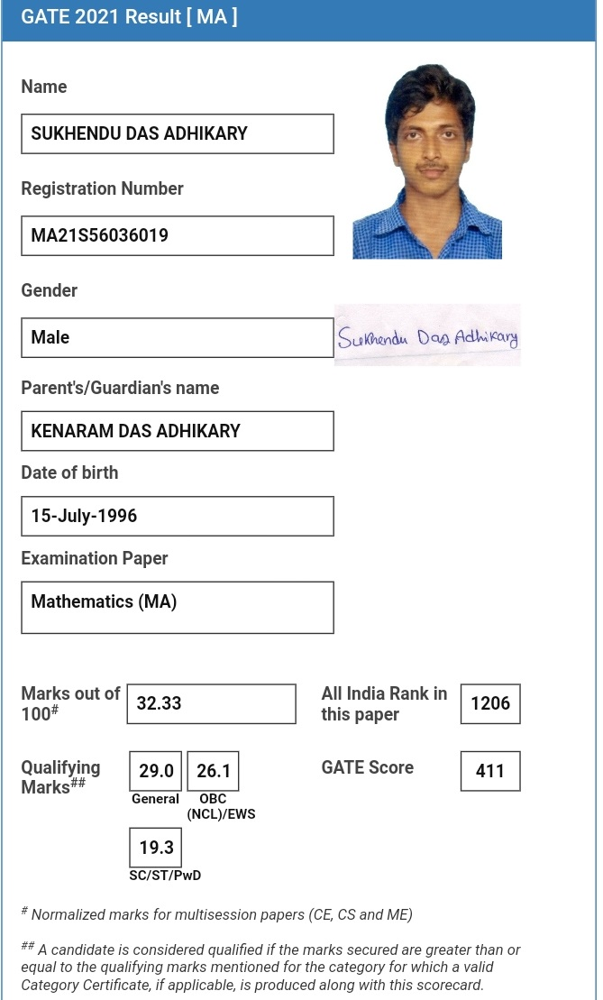 GATE 2021 Result [ MA ]
Name
SUKHENDU DAS ADHIKARY
Registration Number
MA21S56036019
Gender
Male
Sukhendu Das Adhikary
Parent's/Guardian's name
KENARAM DAS ADHIKARY
Date of birth
15-July-1996
Examination Paper
Mathematics (MA)
Marks out of
100#
32.33
All India Rank in
this paper
1206
Qualifying
Marks##
29.0
General
26.1
OBC
(NCL)/EWS
GATE Score
411
19.3
SC/ST/PwD
# Normalized marks for multisession papers (CE, CS and ME)
## A candidate is considered qualified if the marks secured are greater than or
equal to the qualifying marks mentioned for the category for which a valid
Category Certificate, if applicable, is produced along with this scorecard.